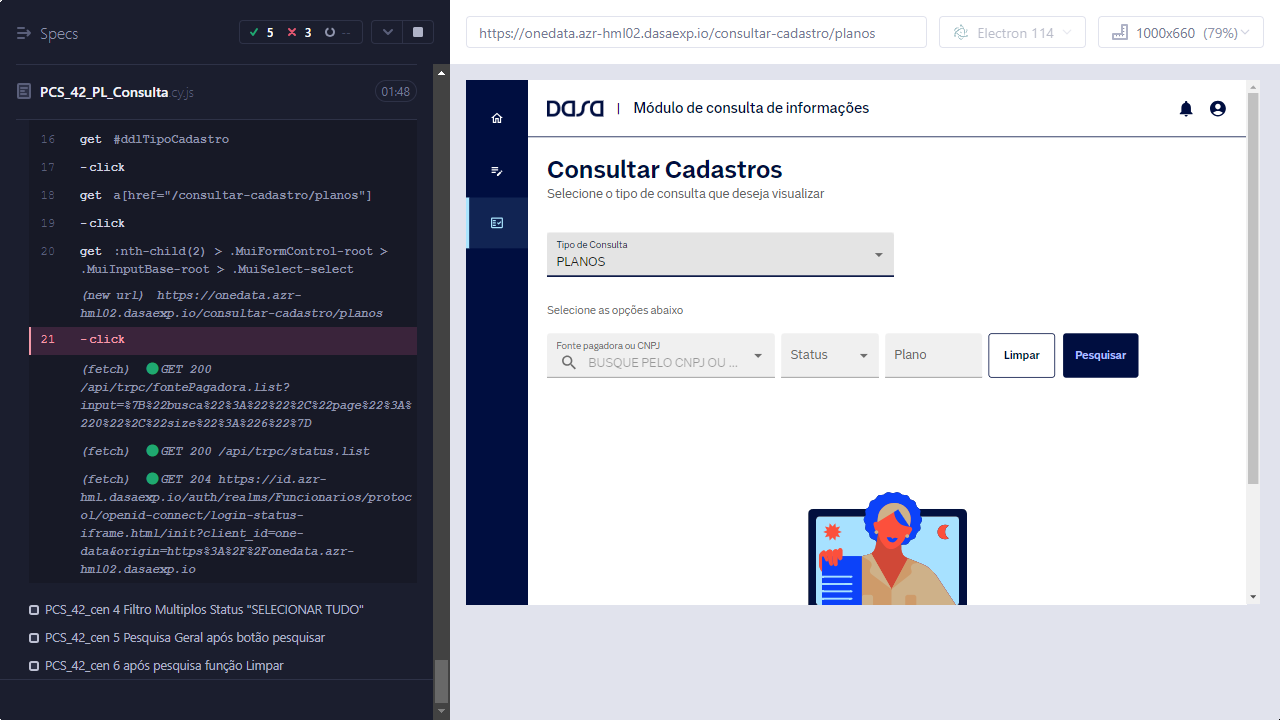 Specs
5
3
--
https://onedata.azr-hml02.dasaexp.io/consultar-cadastro/planos
Electron 114
1000x660 (79%)
PCS_42_PL_Consulta.cy.js
01:48
16 get #ddlTipoCadastro
17 -click
18 get a[href="/consultar-cadastro/planos"]
19 -click
20 get :nth-child(2) > .MuiFormControl-root >
.MuiInputBase-root > .MuiSelect-select
(new url) https://onedata.azr-
hml02.dasaexp.io/consultar-cadastro/planos
21 -click
(fetch) GET 200
/api/trpc/fontePagadora.list?
input=%7B%22busca%22%3A%22%22%2C%22page%22%3A%
220%22%2C%22size%22%3A%226%22%7D
(fetch) GET 200 /api/trpc/status.list
(fetch) GET 204 https://id.azr-
hml.dasaexp.io/auth/realms/Funcionarios/protoc
ol/openid-connect/login-status-
iframe.html/init?client_id=one-
data&origin=https%3A%2F%2Fonedata.azr-
hml02.dasaexp.io
PCS_42_cen 4 Filtro Multiplos Status "SELECIONAR TUDO"
PCS_42_cen 5 Pesquisa Geral após botão pesquisar
PCS_42_cen 6 após pesquisa função Limpar
DASA | Módulo de consulta de informações
Consultar Cadastros
Selecione o tipo de consulta que deseja visualizar
Tipo de Consulta
PLANOS
Selecione as opções abaixo
Fonte pagadora ou CNPJ
BUSQUE PELO CNPJ OU ...
Status
Plano
Limpar
Pesquisar